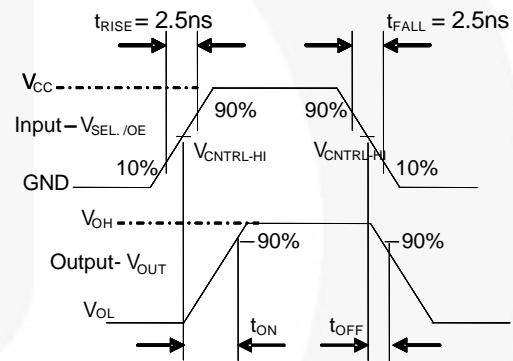 tRISE = 2.5ns
tFALL = 2.5ns
VCC
90%
90%
Input– VSEL, /OE
VCNTRL-HI
VCNTRL-HI
10%
10%
GND
VOH
90%
90%
Output- VOUT
VOL
tON
tOFF